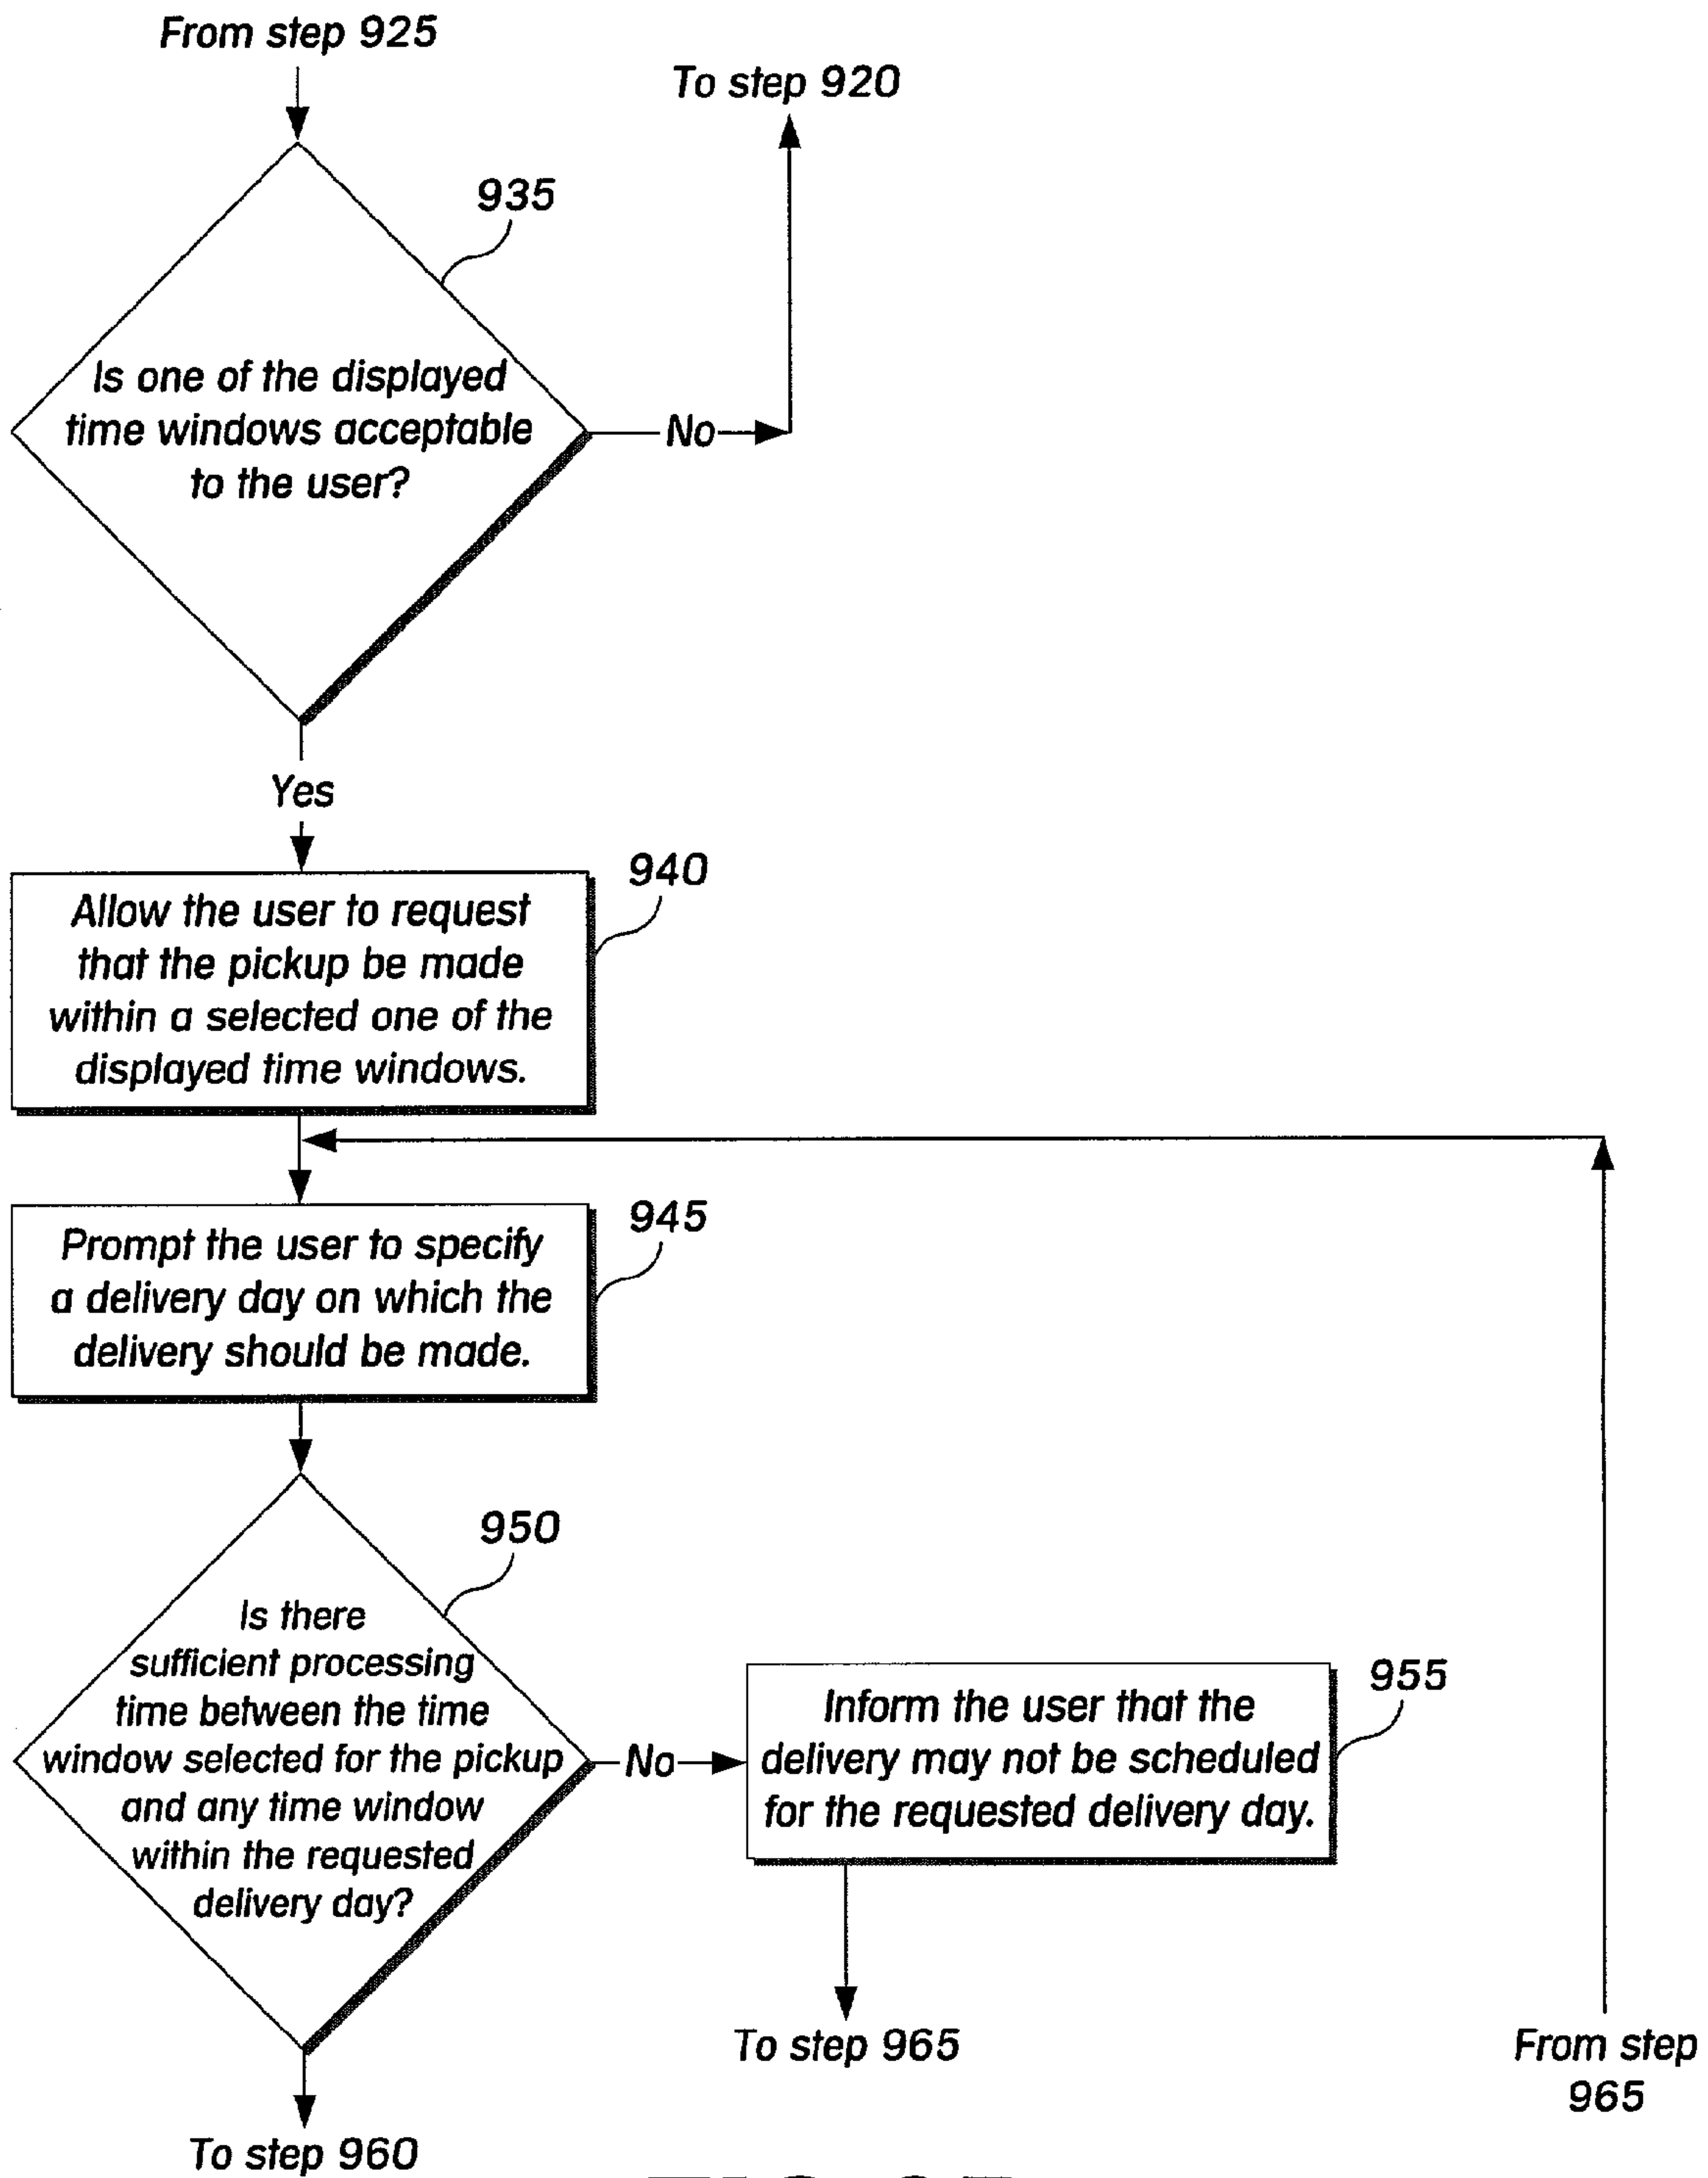 From step 925
To step 920
935
Is one of the displayed
time windows acceptable
to the user?
No
Yes
940
Allow the user to request
that the pickup be made
within a selected one of the
displayed time windows.
945
Prompt the user to specify
a delivery day on which the
delivery should be made.
950
Is there
sufficient processing
time between the time
window selected for the pickup
and any time window
within the requested
delivery day?
No
955
Inform the user that the
delivery may not be scheduled
for the requested delivery day.
To step 965
From step
965
To step 960